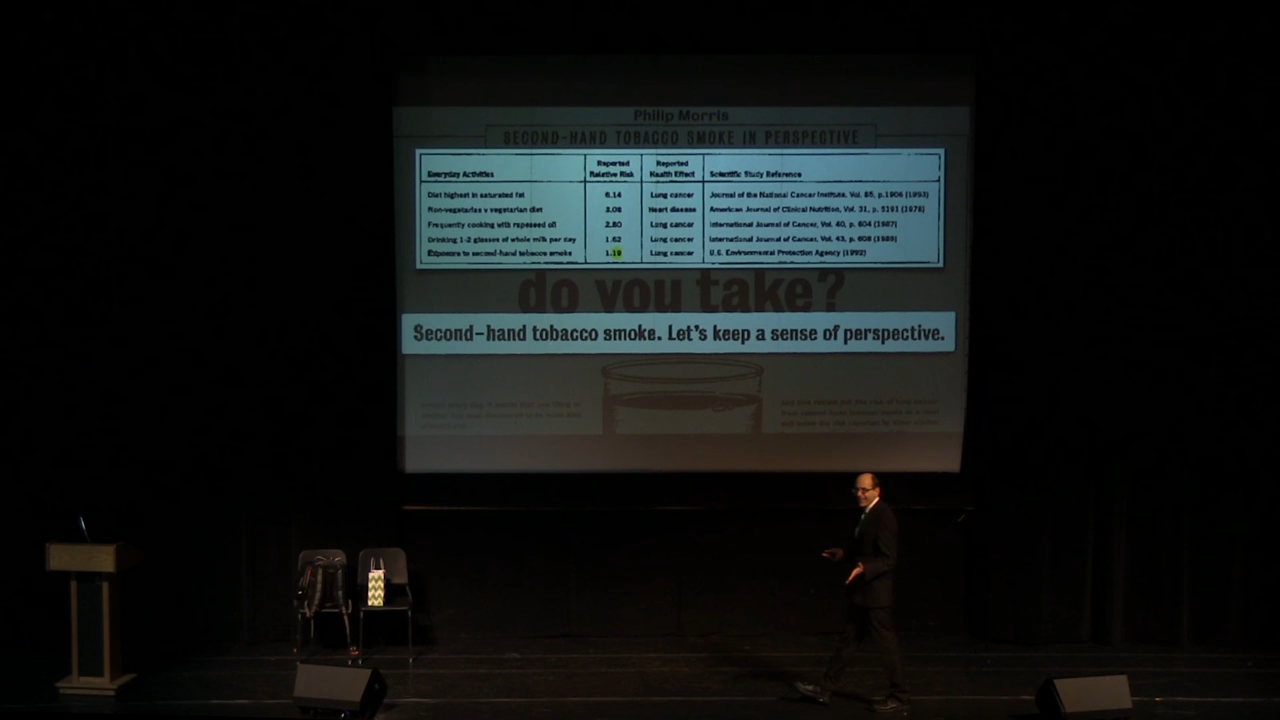 Philip Morris
SECOND-HAND TOBACCO SMOKE IN PERSPECTIVE
Everyday Activities Reported Relative Risk Reported Health Effect Scientific Study Reference
Diet highest in saturated fat 6.14 Lung cancer Journal of the National Cancer Institute, Vol. 85, p.1906 (1993)
Non-vegetarian v vegetarian diet 3.08 Heart disease American Journal of Clinical Nutrition, Vol. 31, p. 5191 (1978)
Frequently cooking with rapeseed oil 2.80 Lung cancer International Journal of Cancer, Vol. 40, p. 604 (1987)
Drinking 1-2 glasses of whole milk per day 1.62 Lung cancer International Journal of Cancer, Vol. 43, p. 608 (1989)
Exposure to second-hand tobacco smoke 1.19 Lung cancer U.S. Environmental Protection Agency (1992)
do you take?
Second-hand tobacco smoke. Let's keep a sense of perspective.